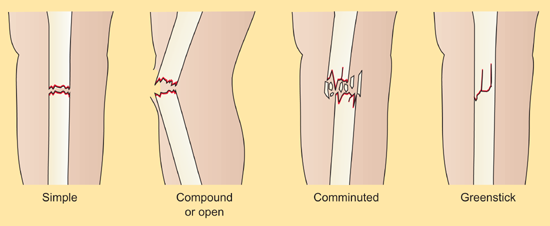 Simple
Compound
or open
Comminuted
Greenstick